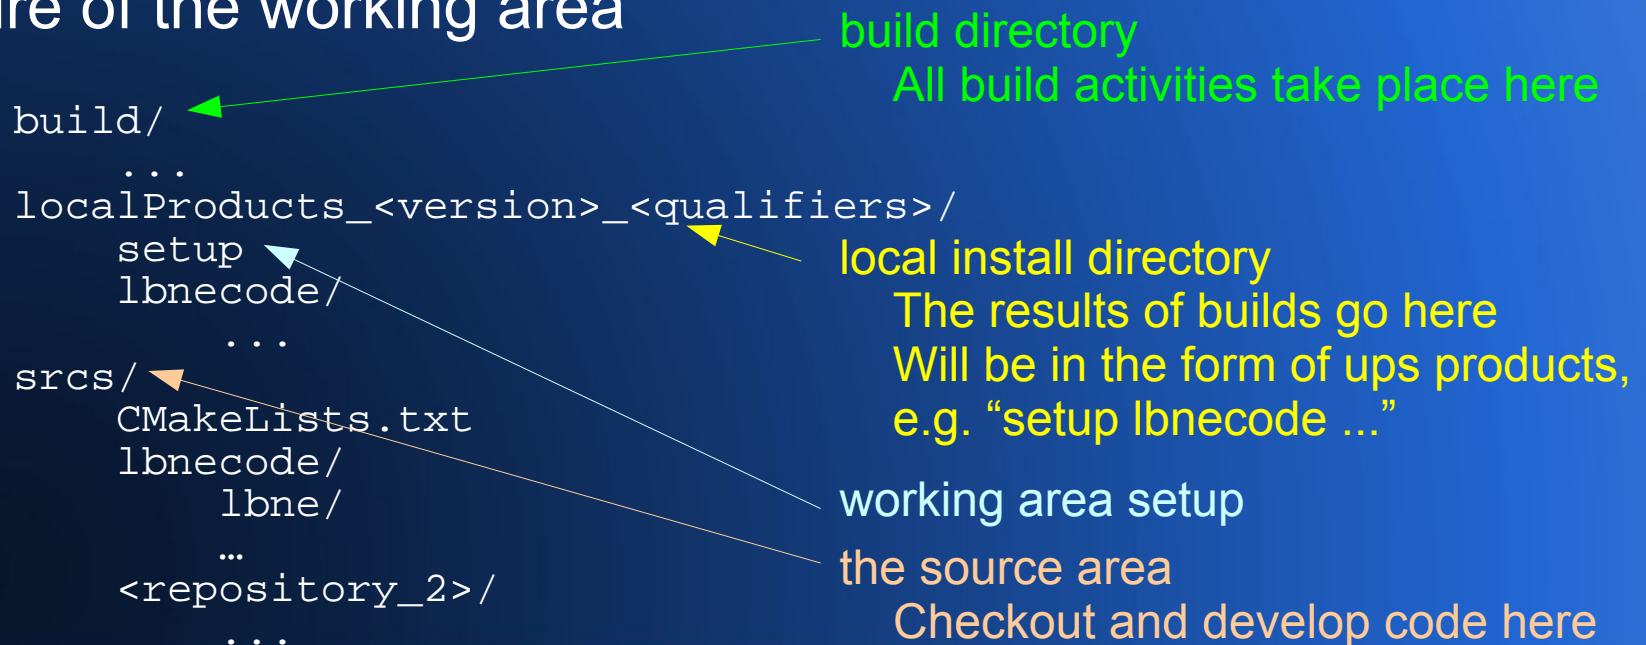 of the working area
build/
...
localProducts_<version>_<qualifiers>/
setup
lbnecode/
...
srcs/
CMakeLists.txt
lbnecode/
lbne/
…
<repository_2>/
...
build directory
All build activities take place here
local install directory
The results of builds go here
Will be in the form of ups products,
e.g. “setup lbnecode ...”
working area setup
the source area
Checkout and develop code here